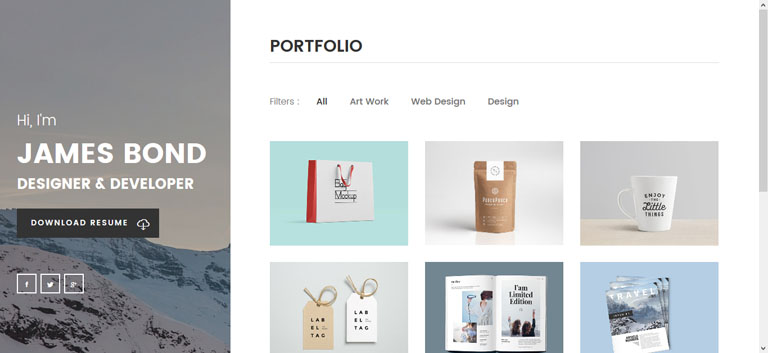 Hi, I'm
JAMES BOND
DESIGNER & DEVELOPER
DOWNLOAD RESUME
f
g+
PORTFOLIO
Filters :
All
Art Work
Web Design
Design
Bag
Mockup
ENJOY
THE
Little
THINGS
LAB
EL
TAG
LAB
EL
TAG
I'am
Limited
Edition
TRAVEL